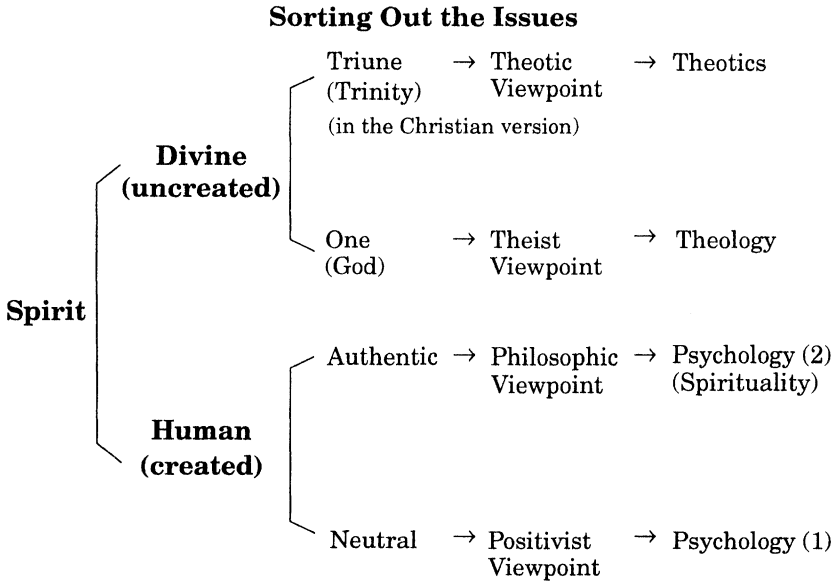 Sorting Out the Issues
Triune → Theotic → Theotics
(Trinity) Viewpoint
(in the Christian version)
Divine
(uncreated)
One → Theist → Theology
(God) Viewpoint
Spirit
Authentic → Philosophic → Psychology (2)
Viewpoint (Spirituality)
Human
(created)
Neutral → Positivist → Psychology (1)
Viewpoint